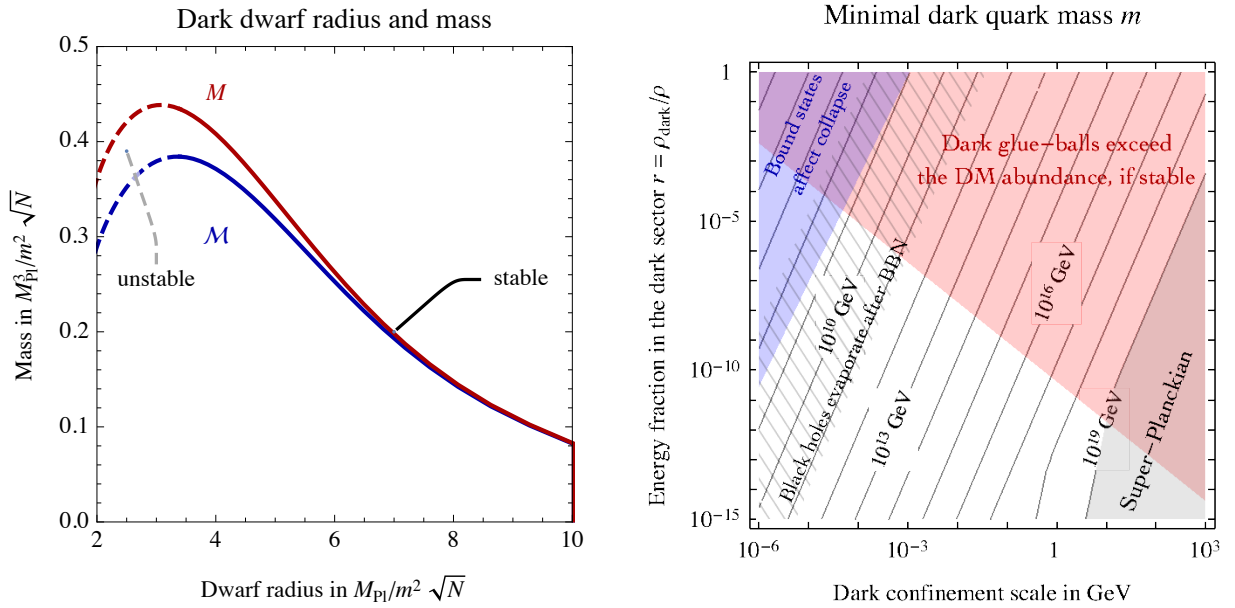 Dark dwarf radius and mass
Mass in M³_Pl/m² √N
0.5
0.4
0.3
0.2
0.1
0.0
M
ℳ
unstable
stable
2
4
6
8
10
Dwarf radius in M_Pl/m² √N
Minimal dark quark mass m
Energy fraction in the dark sector r = ρ_dark/ρ
1
10⁻⁵
10⁻¹⁰
10⁻¹⁵
Bound states
affect collapse
Dark glue-balls exceed
the DM abundance, if stable
Black holes evaporate after BBN
10¹⁰ GeV
10¹³ GeV
10¹⁶ GeV
10¹⁹ GeV
Super-Planckian
10⁻⁶
10⁻³
1
10³
Dark confinement scale in GeV